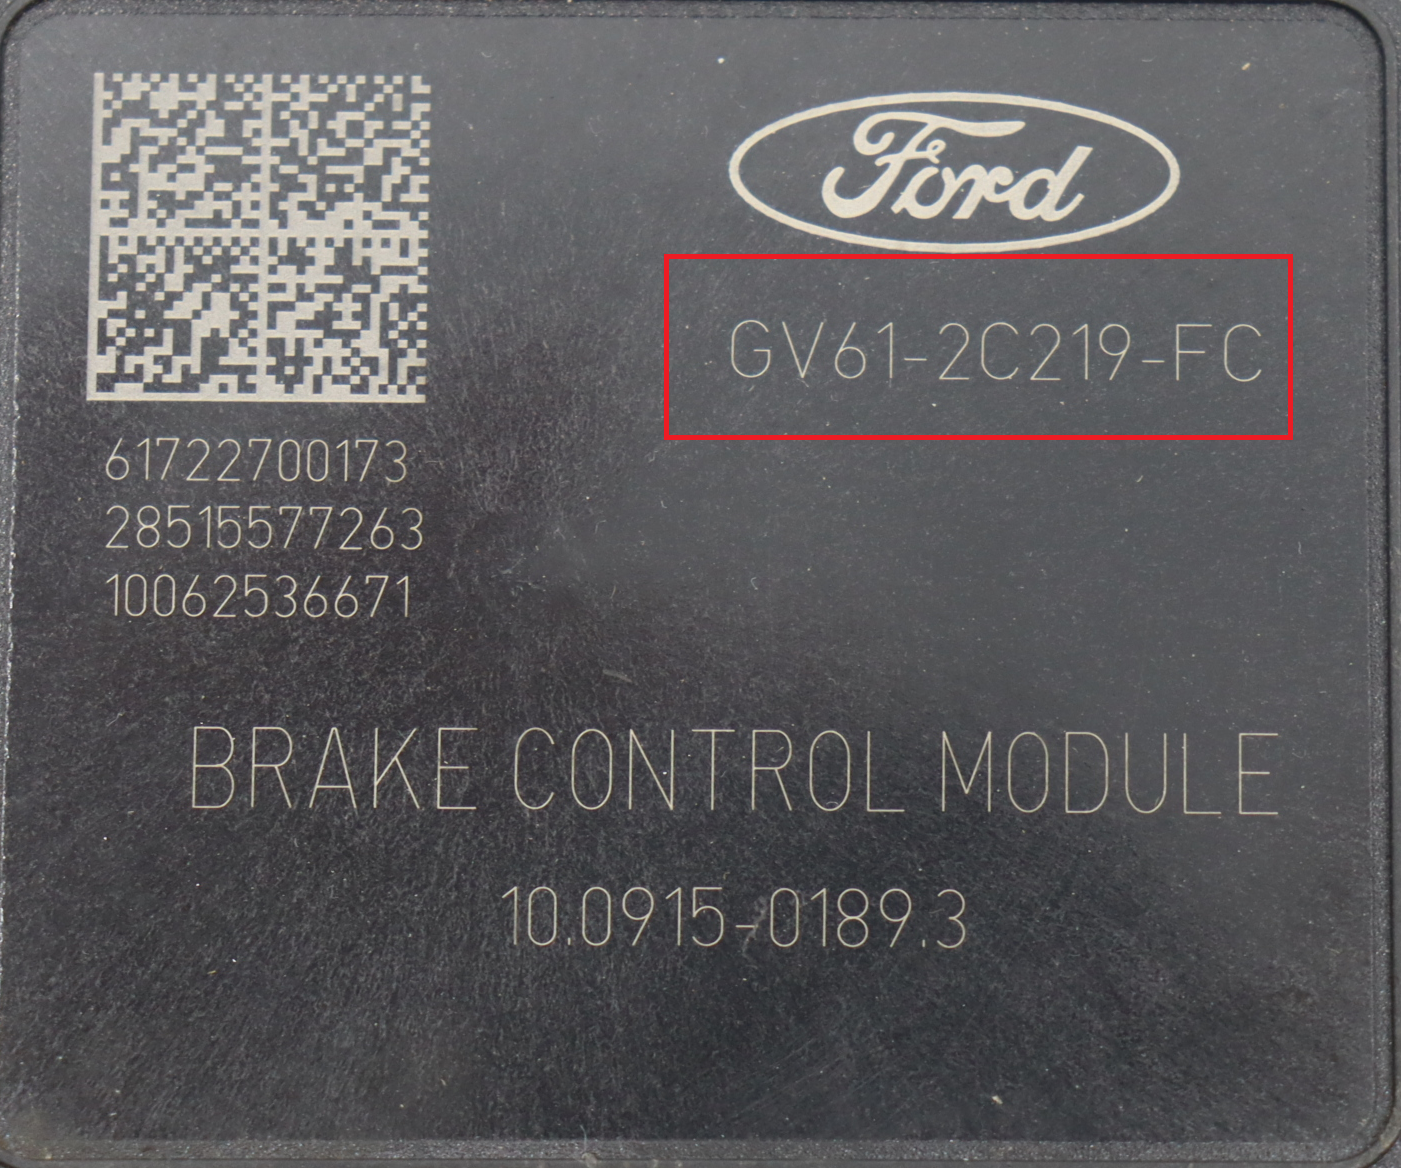 Ford
GV61-2C219-FC
61722700173
28515577263
10062536671
BRAKE CONTROL MODULE
10.0915-0189.3